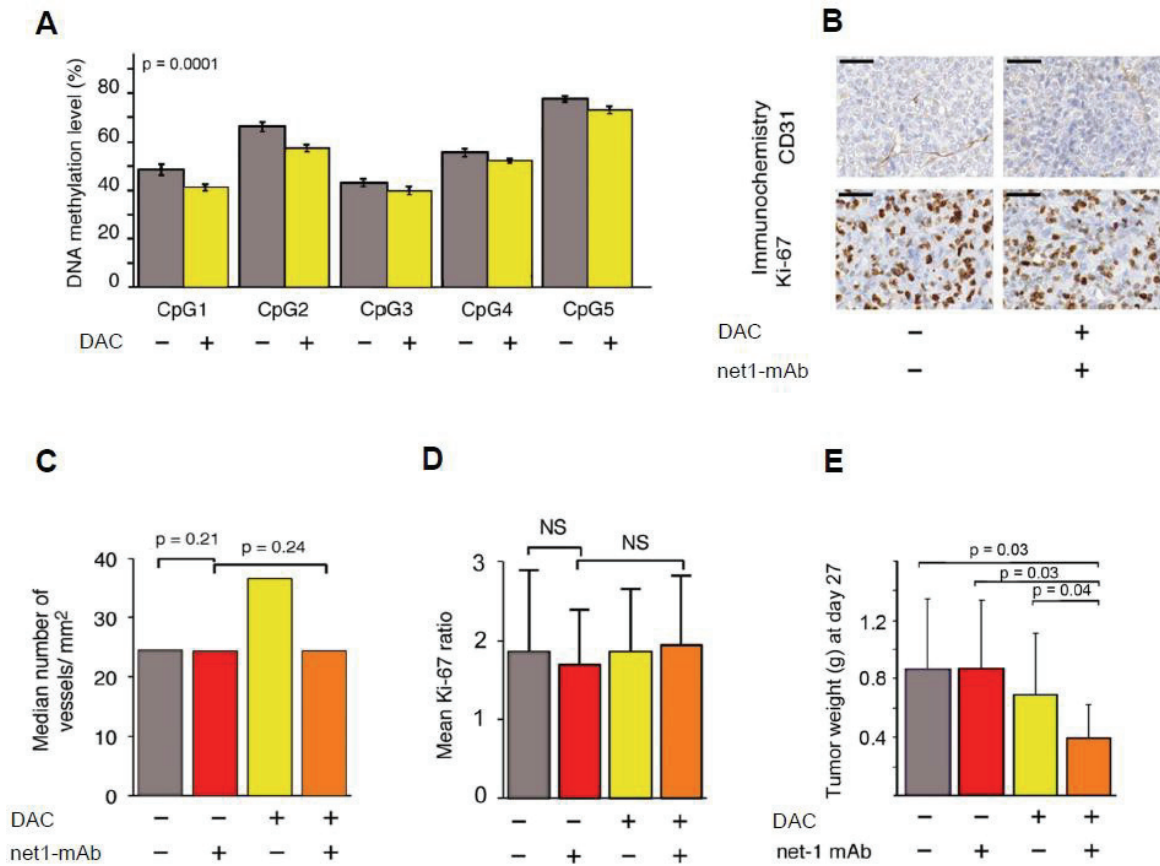 A
p = 0.0001
DNA methylation level (%)
80
60
40
20
0
CpG1 CpG2 CpG3 CpG4 CpG5
DAC − + − + − + − + − +
B
Immunochemistry
CD31
Ki-67
DAC − +
net1-mAb − +
C
p = 0.21
p = 0.24
Median number of
vessels/ mm²
40
30
20
10
0
DAC − − + +
net1-mAb − + − +
D
NS
NS
Mean Ki-67 ratio
3
2
1
0
− − + +
− + − +
E
p = 0.03
p = 0.03
p = 0.04
Tumor weight (g) at day 27
1.2
0.8
0.4
DAC − − + +
net-1 mAb − + − +